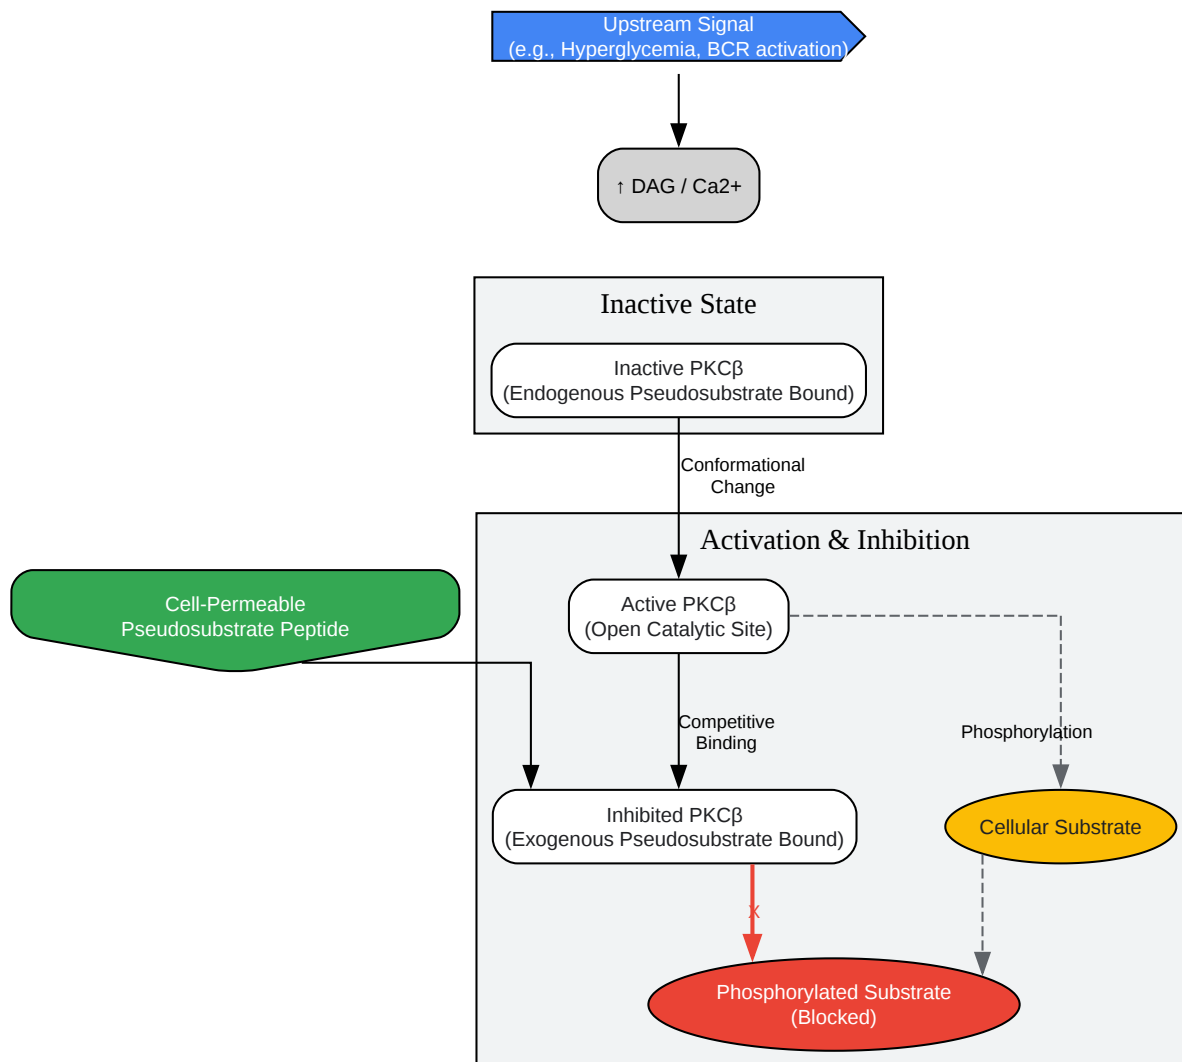 Upstream Signal
(e.g., Hyperglycemia, BCR activation)
↑ DAG / Ca2+
Inactive State
Inactive PKCβ
(Endogenous Pseudosubstrate Bound)
Conformational
Change
Activation & Inhibition
Cell-Permeable
Pseudosubstrate Peptide
Active PKCβ
(Open Catalytic Site)
Competitive
Binding
Phosphorylation
Inhibited PKCβ
(Exogenous Pseudosubstrate Bound)
Cellular Substrate
X
Phosphorylated Substrate
(Blocked)